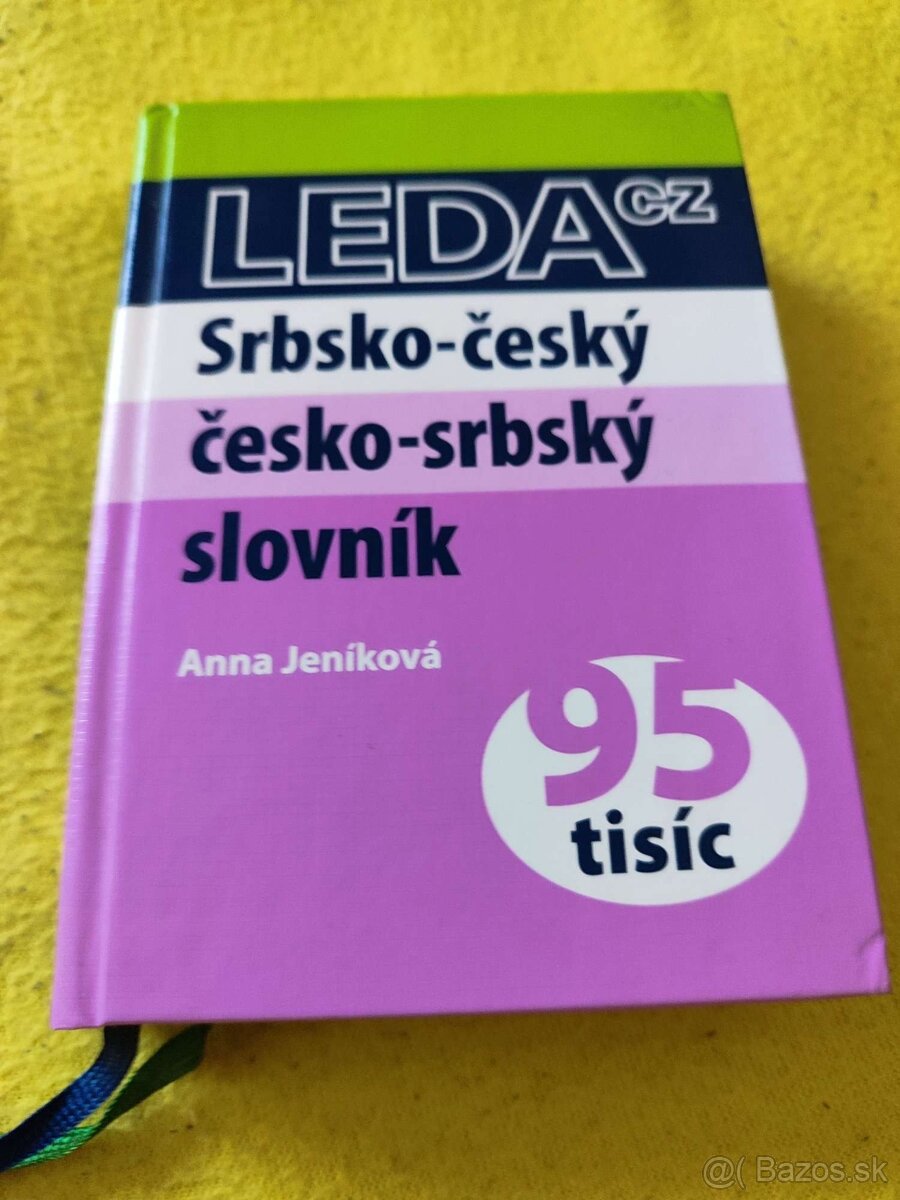 LEDA cz
Srbsko-český
česko-srbský
slovník
Anna Jeníková
95
tisíc
@( Bazos.sk